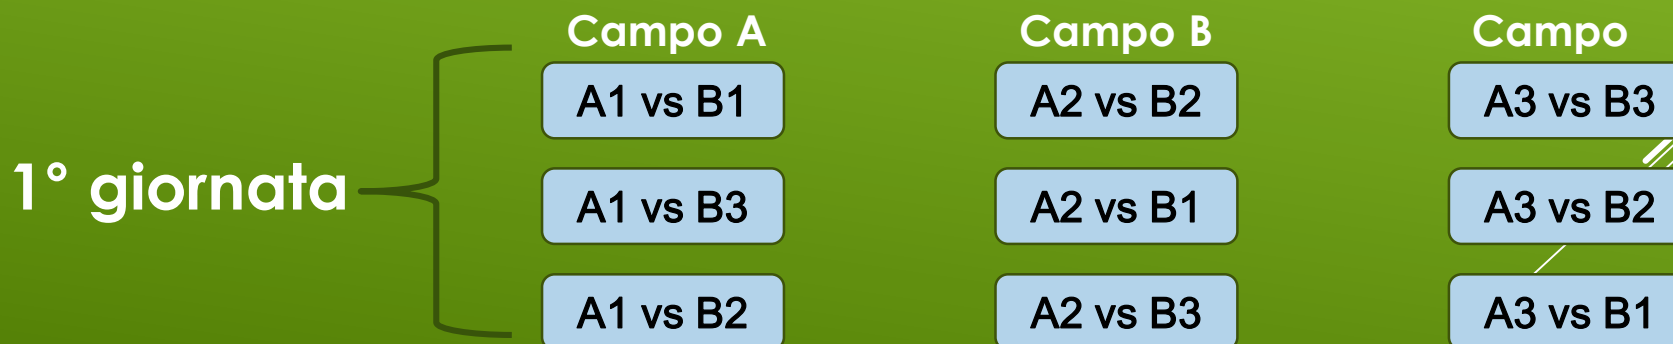 Campo A Campo B Campo
A1 vs B1 A2 vs B2 A3 vs B3
1° giornata
A1 vs B3 A2 vs B1 A3 vs B2
A1 vs B2 A2 vs B3 A3 vs B1